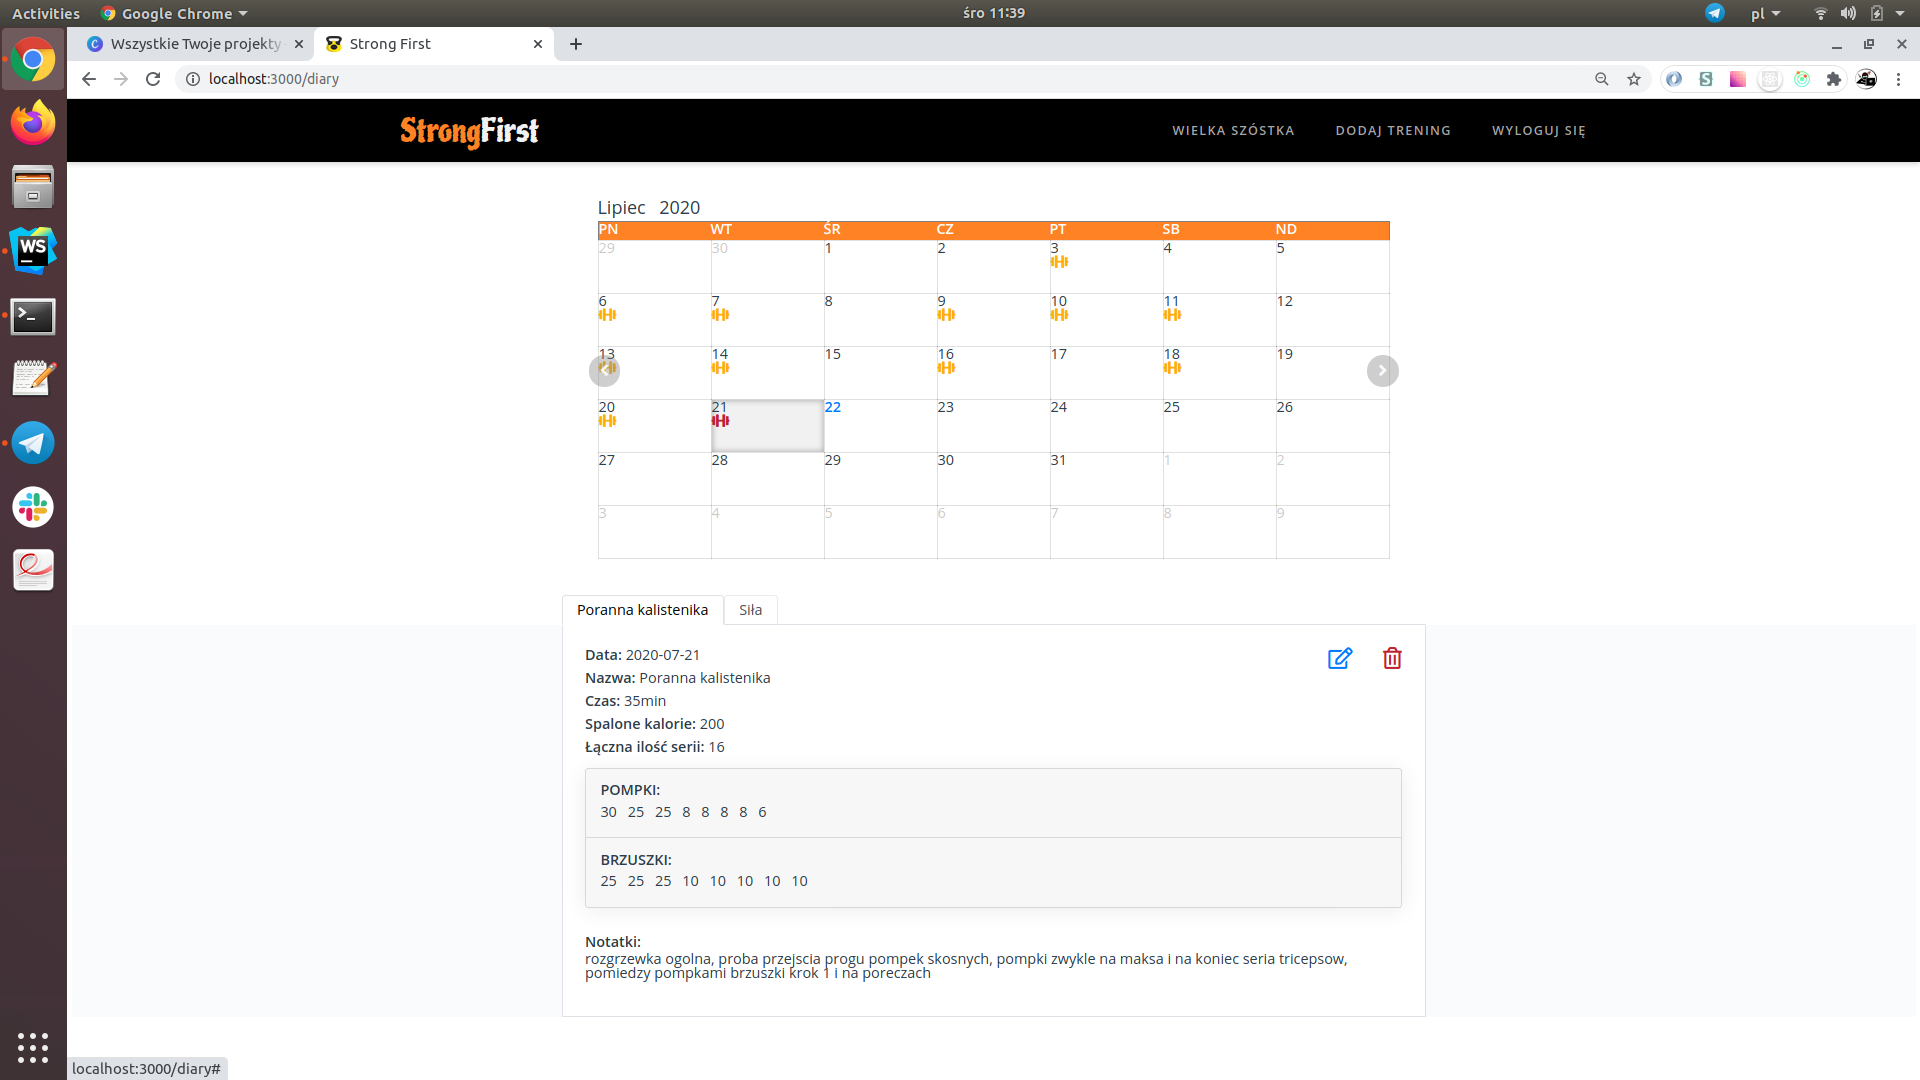 Activities Google Chrome śro 11:39 pl
Wszystkie Twoje projekty Strong First
localhost:3000/diary
StrongFirst WIELKA SZÓSTKA DODAJ TRENING WYLOGUJ SIĘ
Lipiec 2020
PN WT ŚR CZ PT SB ND
29 30 1 2 3 4 5
6 7 8 9 10 11 12
13 14 15 16 17 18 19
20 21 22 23 24 25 26
27 28 29 30 31 1 2
3 4 5 6 7 8 9
Poranna kalistenika Siła
Data: 2020-07-21
Nazwa: Poranna kalistenika
Czas: 35min
Spalone kalorie: 200
Łączna ilość serii: 16
POMPKI:
30 25 25 8 8 8 8 6
BRZUSZKI:
25 25 25 10 10 10 10 10
Notatki:
rozgrzewka ogolna, proba przejscia progu pompek skosnych, pompki zwykle na maksa i na koniec seria tricepsow,
pomiedzy pompkami brzuszki krok 1 i na poreczach
localhost:3000/diary#